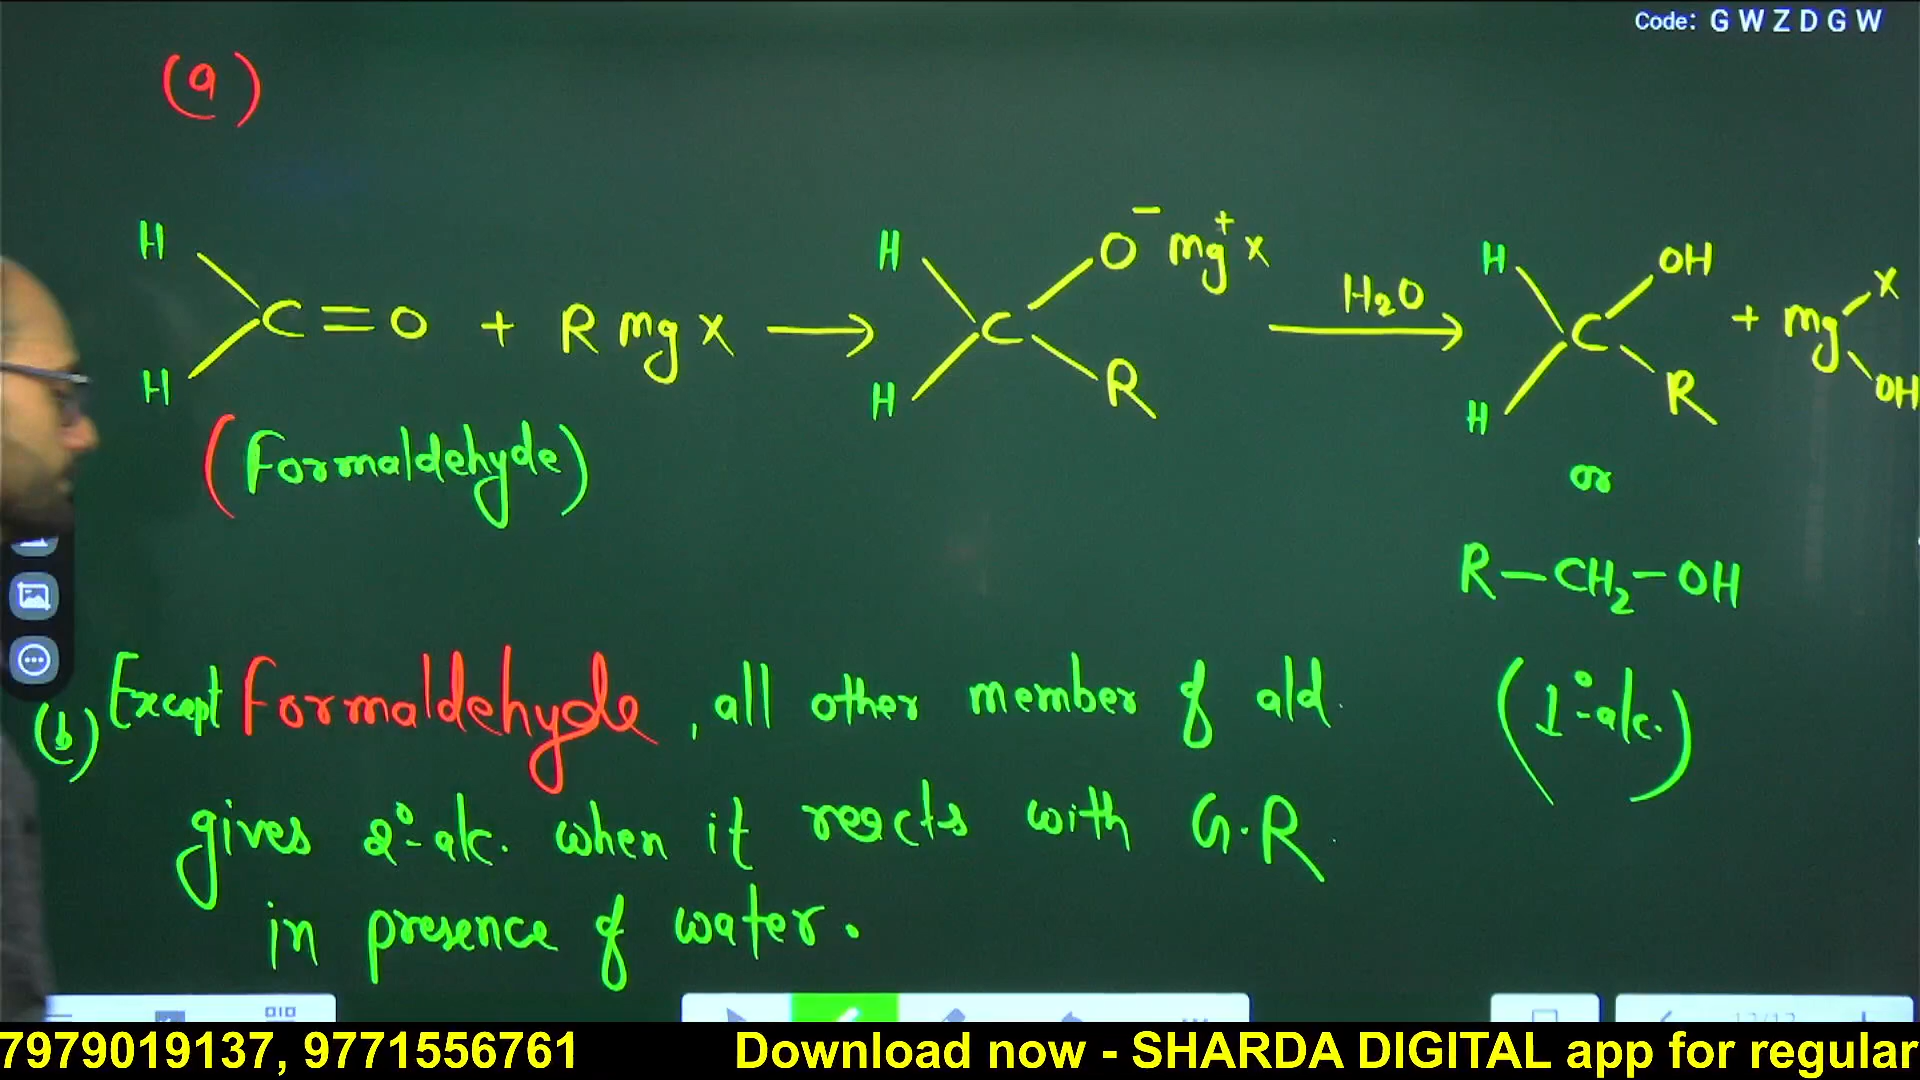 Code: G W Z D G W
(a)
H
H
C = O + R mg x ⟶
H
H
C
O⁻ mg⁺ x
R
H₂O
H
H
C
OH
R
+ mg
x
OH
(Formaldehyde)
or
R-CH₂-OH
(1°-alc.)
(b) Except Formaldehyde, all other member of ald.
gives 2°-alc. when it reacts with G.R.
in presence of water.
7979019137, 9771556761 Download now - SHARDA DIGITAL app for regular